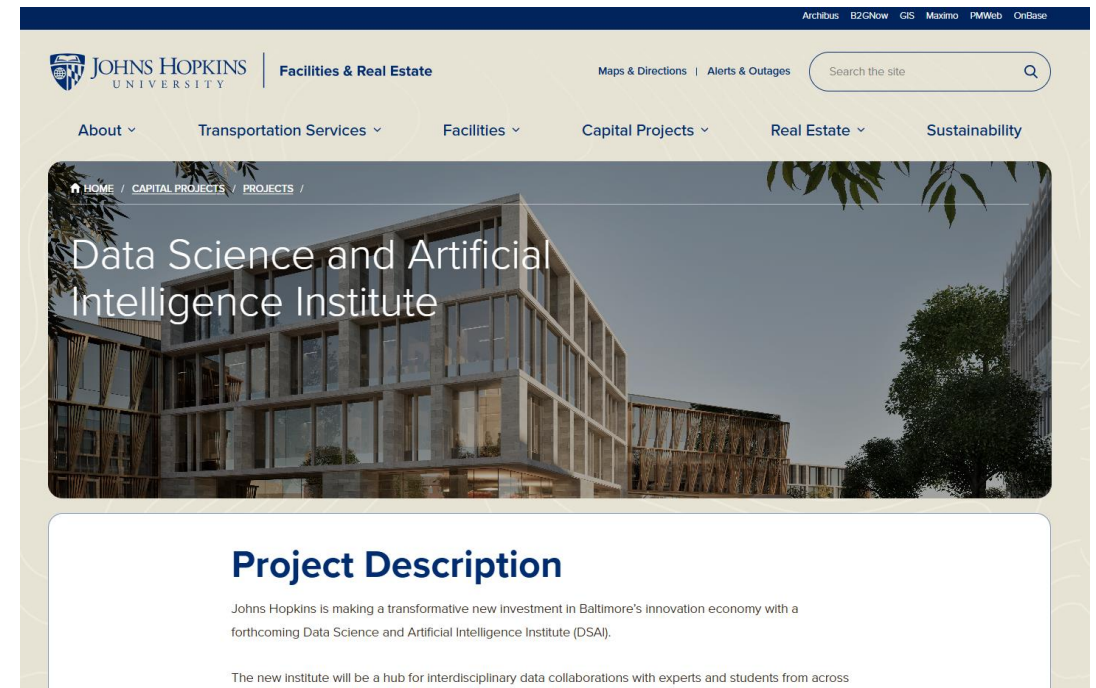 Archibus B2GNow GIS Maximo PMWeb OnBase
JOHNS HOPKINS
UNIVERSITY
Facilities & Real Estate
Maps & Directions | Alerts & Outages
Search the site
About Transportation Services Facilities Capital Projects Real Estate Sustainability
HOME / CAPITAL PROJECTS / PROJECTS /
Data Science and Artificial
Intelligence Institute
Project Description
Johns Hopkins is making a transformative new investment in Baltimore’s innovation economy with a
forthcoming Data Science and Artificial Intelligence Institute (DSAI).
The new institute will be a hub for interdisciplinary data collaborations with experts and students from across